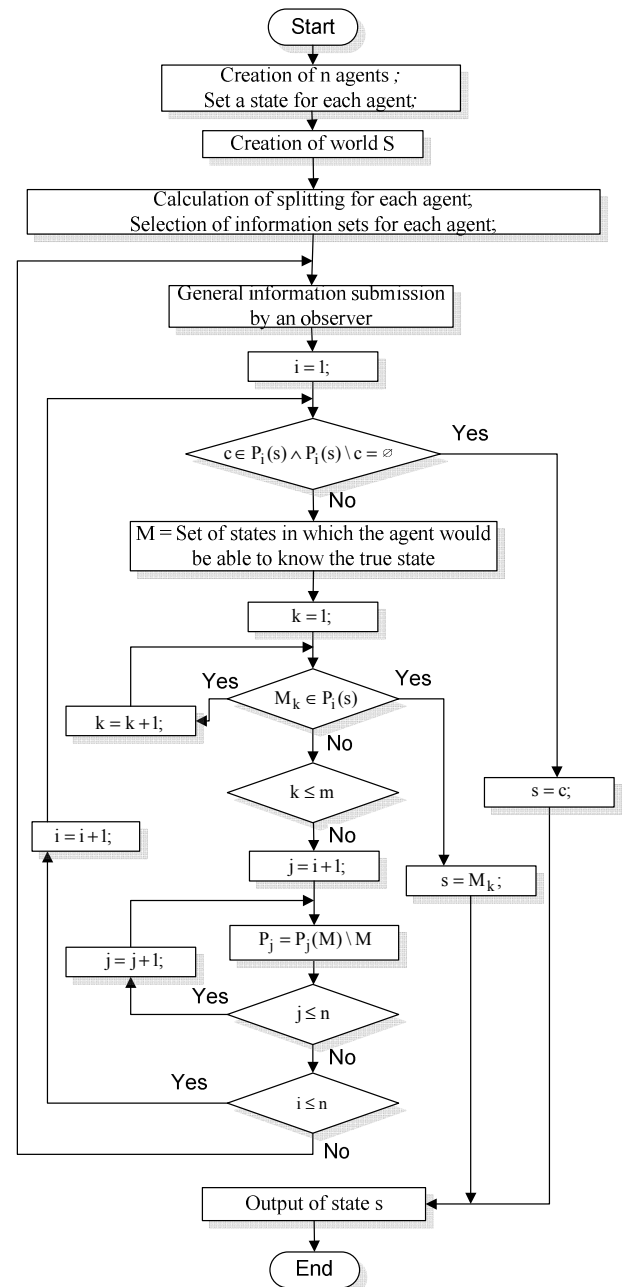 Start
Creation of n agents ;
Set a state for each agent;
Creation of world S
Calculation of splitting for each agent;
Selection of information sets for each agent;
General information submission
by an observer
i = 1;
c ∈ P_i(s) ∧ P_i(s) \ c = ∅
Yes
No
M = Set of states in which the agent would
be able to know the true state
k = 1;
Yes
M_k ∈ P_i(s)
Yes
k = k+1;
No
k ≤ m
s = c;
No
i = i+1;
j = i+1;
s = M_k;
P_j = P_j(M) \ M
j = j+1;
Yes
j ≤ n
No
Yes
i ≤ n
No
Output of state s
End